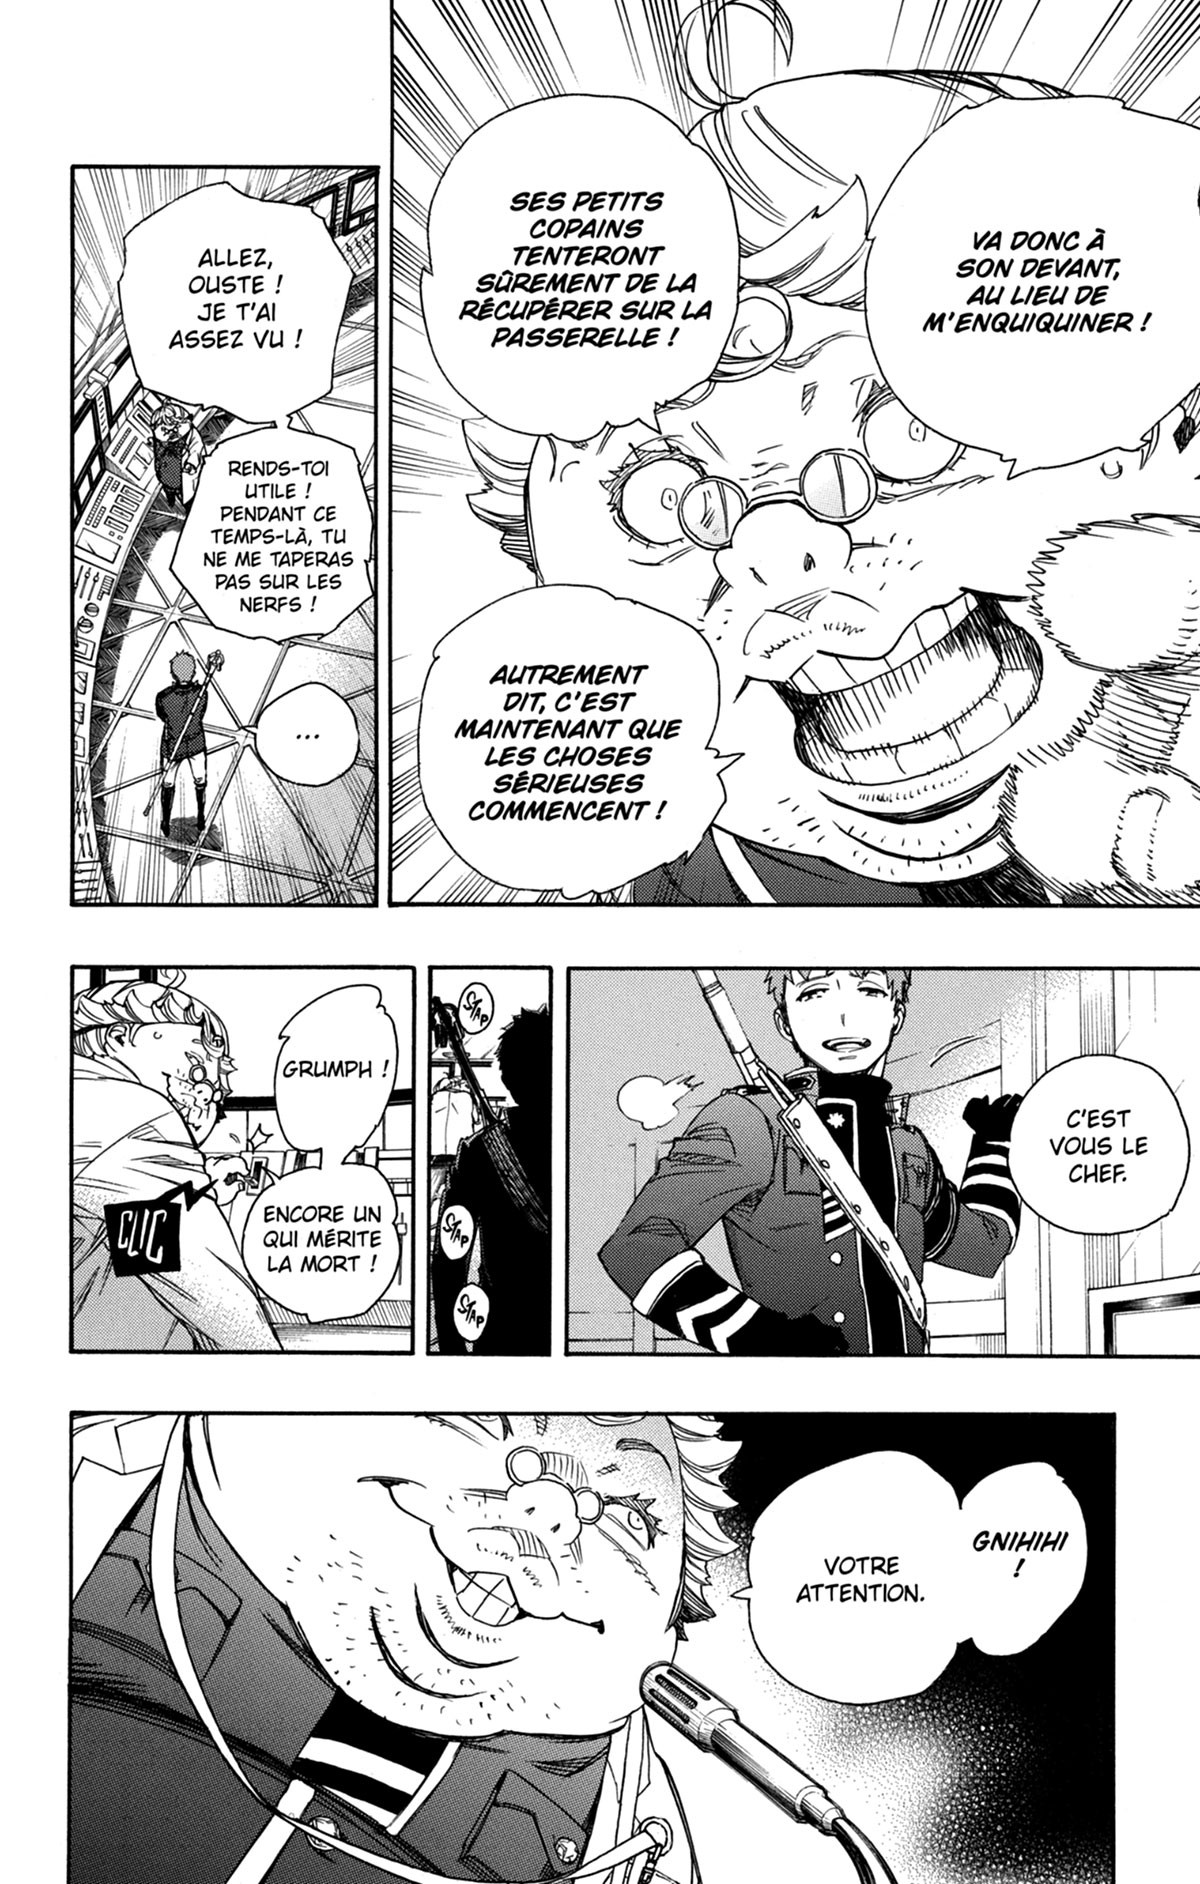 VA DONC À
SON DEVANT,
AU LIEU DE
M'ENQUIQUINER !
SES PETITS
COPAINS
TENTERONT
SÛREMENT DE LA
RÉCUPÉRER SUR LA
PASSERELLE !
AUTREMENT
DIT, C'EST
MAINTENANT QUE
LES CHOSES
SÉRIEUSES
COMMENCENT !
ALLEZ,
OUSTE !
JE T'AI
ASSEZ VU !
RENDS-TOI
UTILE !
PENDANT CE
TEMPS-LÀ, TU
NE ME TAPERAS
PAS SUR LES
NERFS !
...
C'EST
VOUS LE
CHEF.
STAP
STAP
STAP
GRUMPH !
ENCORE UN
QUI MÉRITE
LA MORT !
CLIC
GNIHIHI
!
VOTRE
ATTENTION.